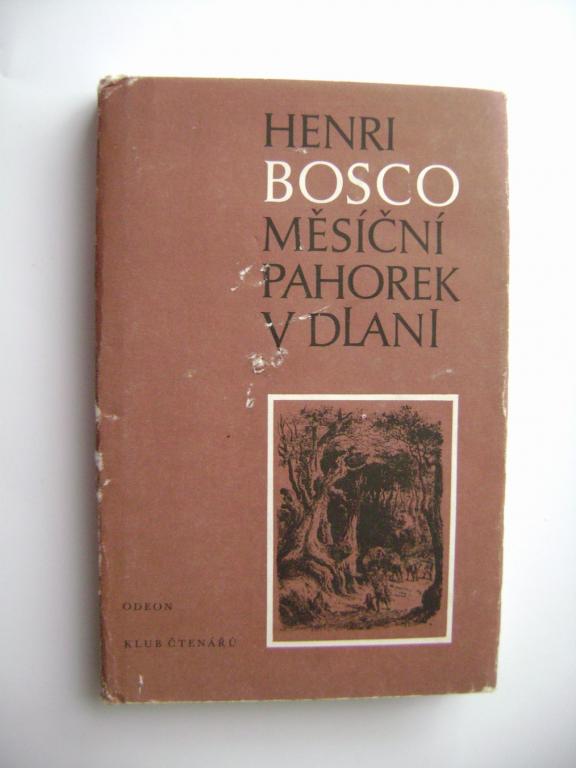 HENRI
BOSCO
MĚSÍČNÍ
PAHOREK
V DLANI
ODEON
KLUB ČTENÁŘŮ